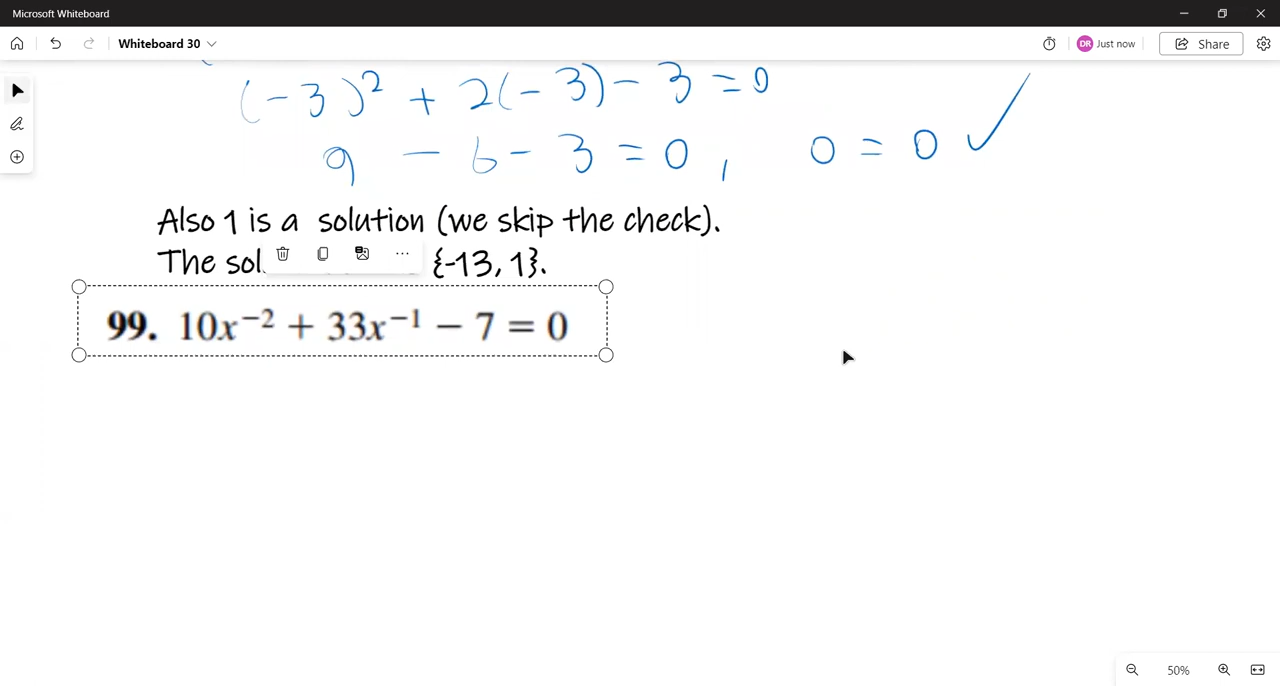 Microsoft Whiteboard
Whiteboard 30
DR Just now
Share
(-3)² + 2(-3) - 3 = 0
9 - 6 - 3 = 0, 0 = 0 ✓
Also 1 is a solution (we skip the check).
The sol {-13, 1}.
99. 10x⁻² + 33x⁻¹ − 7 = 0
50%